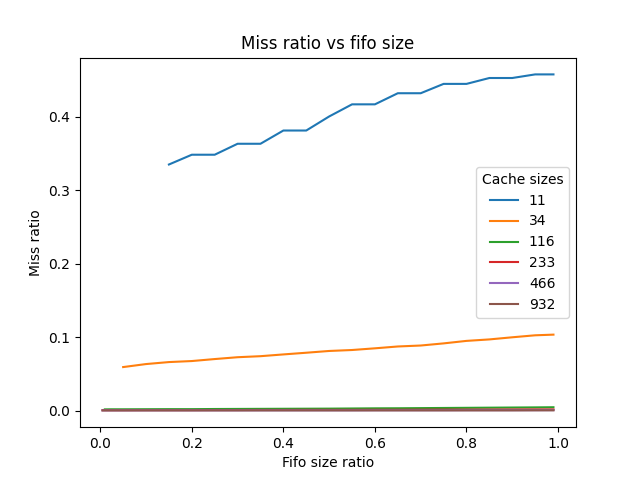 Miss ratio vs fifo size
Miss ratio
0.4
0.3
0.2
0.1
0.0
Cache sizes
11
34
116
233
466
932
0.0 0.2 0.4 0.6 0.8 1.0
Fifo size ratio